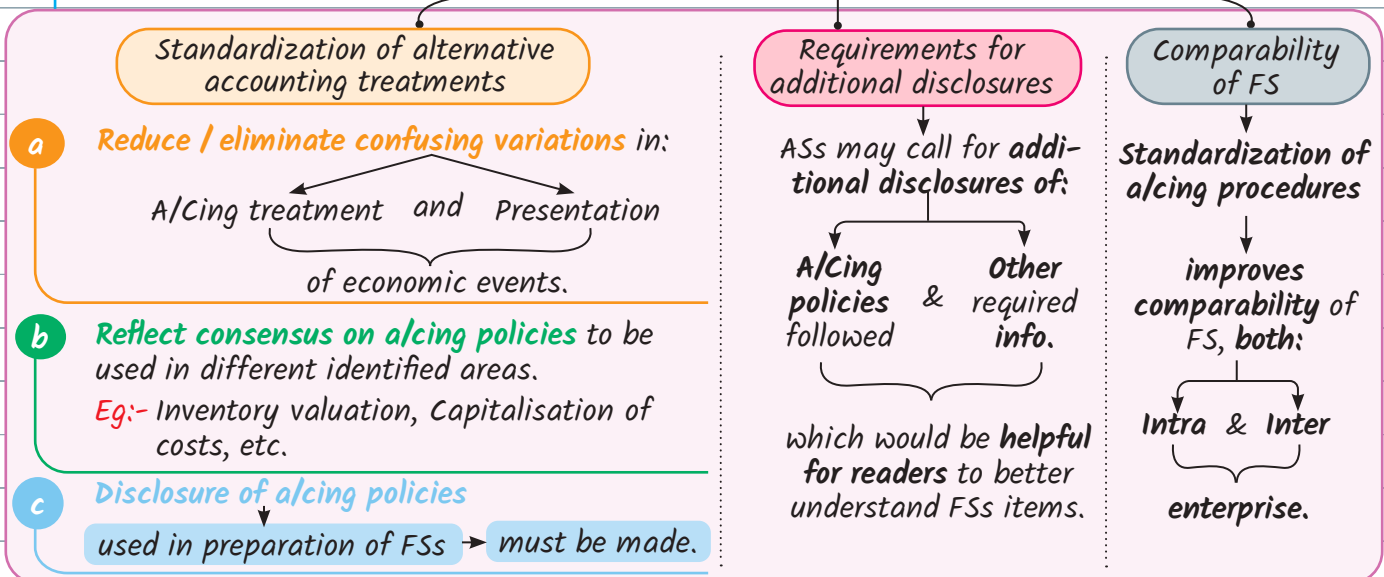 Standardization of alternative
accounting treatments
a
Reduce / eliminate confusing variations in:
A/Cing treatment and Presentation
of economic events.
b
Reflect consensus on a/cing policies to be
used in different identified areas.
Eg:- Inventory valuation, Capitalisation of
costs, etc.
c
Disclosure of a/cing policies
used in preparation of FSs
must be made.
Requirements for
additional disclosures
ASs may call for addi-
tional disclosures of:
A/Cing
policies
followed
&
Other
required
info.
which would be helpful
for readers to better
understand FSs items.
Comparability
of FS
Standardization of
a/cing procedures
improves
comparability of
FS, both:
Intra & Inter
enterprise.